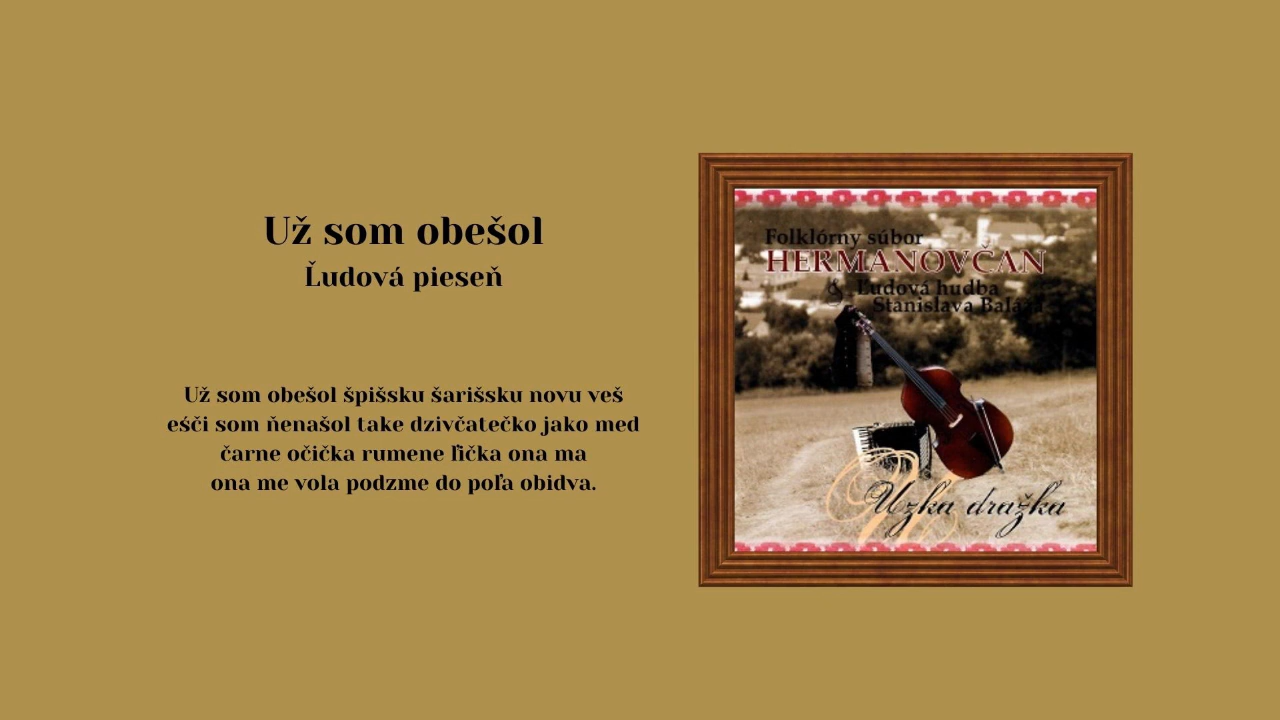 Už som obešol
Ľudová pieseň
Už som obešol špišsku šarišsku novu veš
eśči som ňenašol take dzivčatečko jako med
čarne očička rumene ľička ona ma
ona me vola podzme do poľa obidva.
Folklórny súbor
HERMANOVČAN
& Ľudová hudba
Stanislava Baláža
Uzka dražka